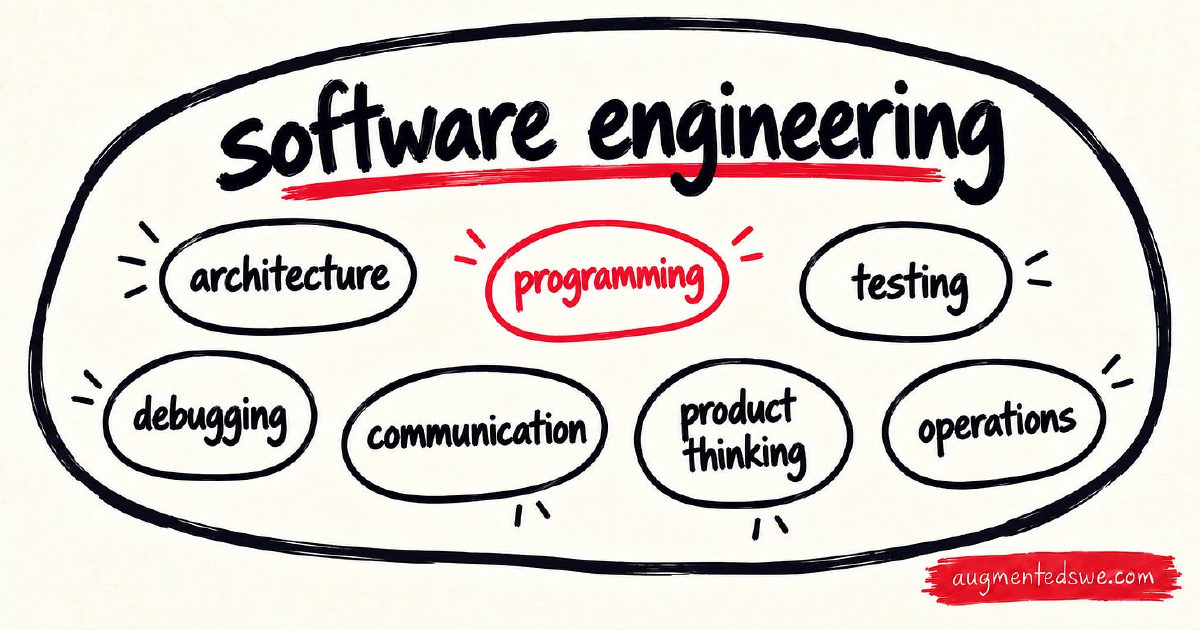 software engineering
architecture
programming
testing
debugging
communication
product
thinking
operations
augmentedswe.com